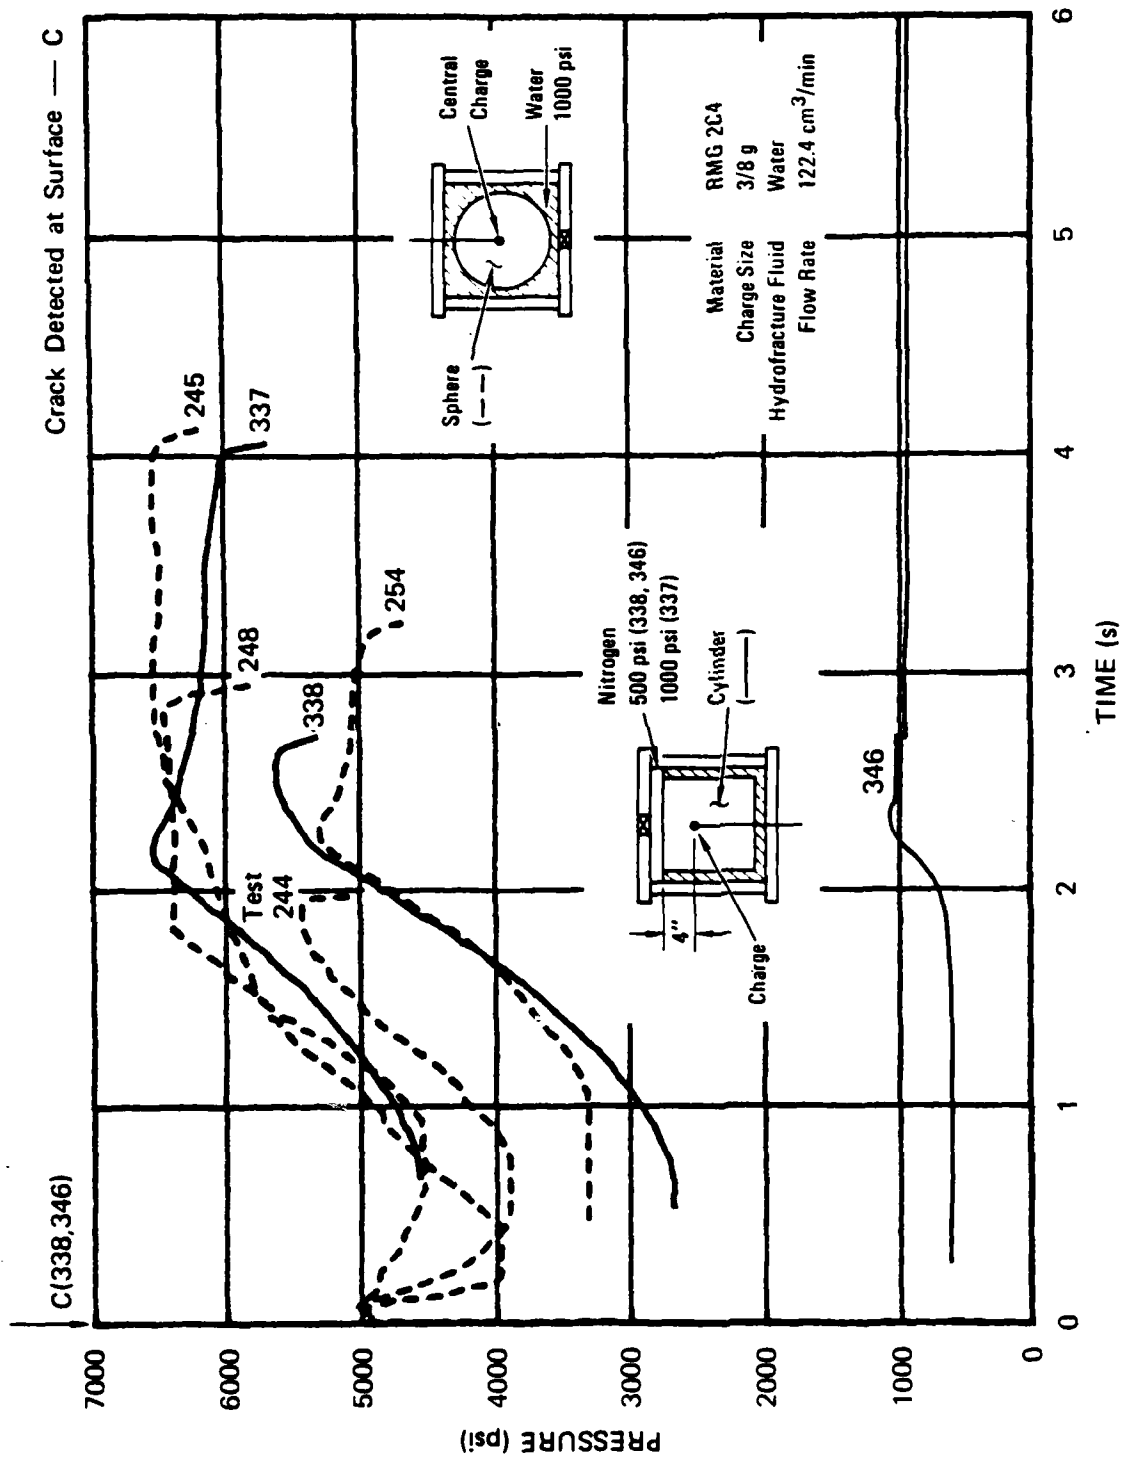 Crack Detected at Surface — C
C(338,346)
7000
6000
5000
4000
3000
2000
1000
0
PRESSURE (psi)
0
1
2
3
4
5
6
TIME (s)
Test
244
245
337
248
338
254
346
Sphere
(– – –)
Central
Charge
Water
1000 psi
Nitrogen
500 psi (338, 346)
1000 psi (337)
Cylinder
(———)
4"
Charge
Material RMG 2C4
Charge Size 3/8 g
Hydrofracture Fluid Water
Flow Rate 122.4 cm³/min